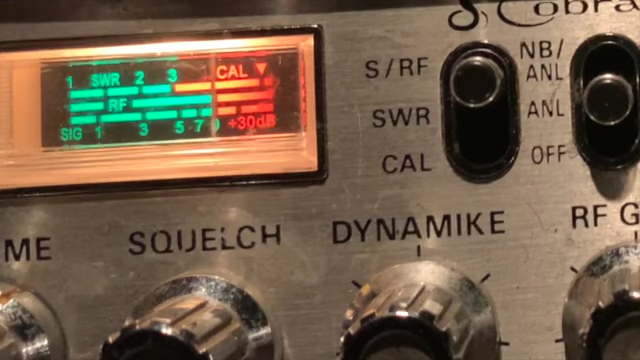 Cobra
1 SWR 2 3 CAL
RF
SIG 1 3 5 7 9 +30dB
S/RF
SWR
CAL
NB/
ANL
ANL
OFF
ME
SQUELCH
DYNAMIKE
RF G